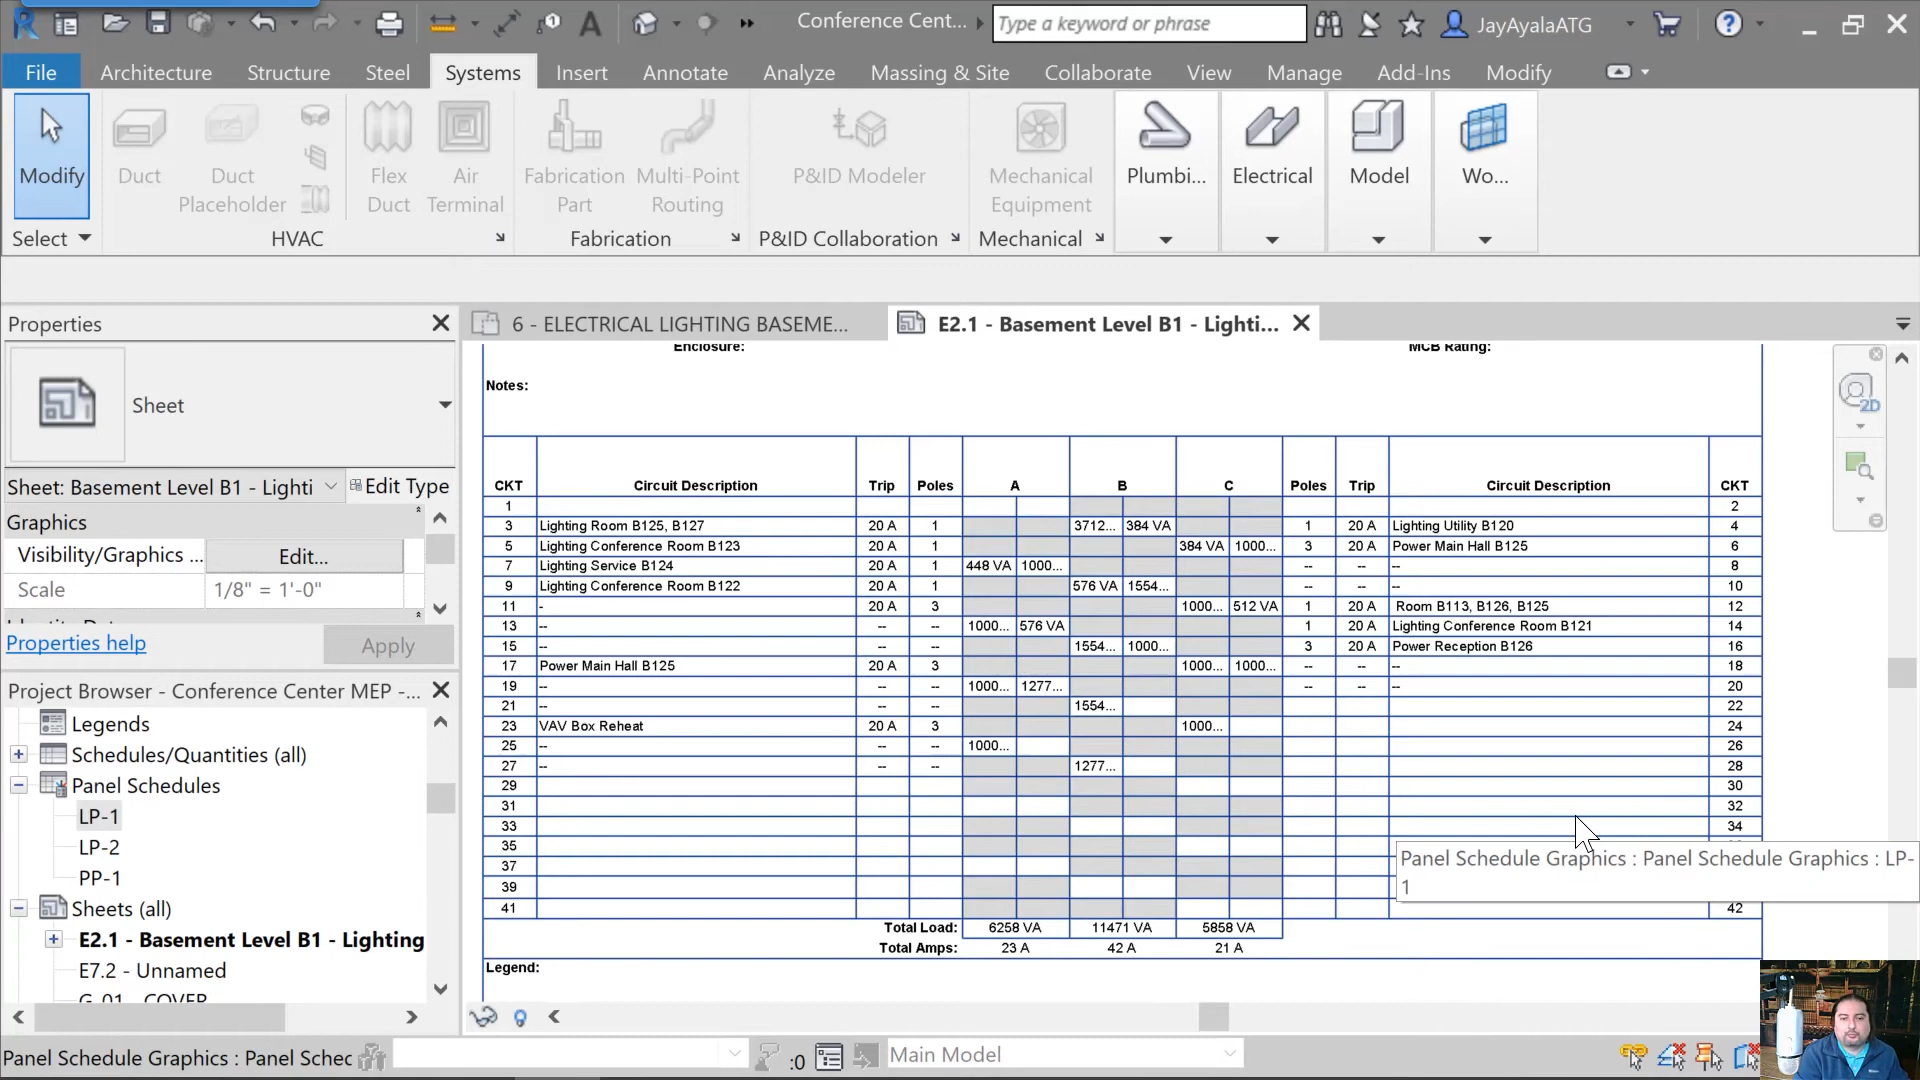 Conference Cent...
Type a keyword or phrase
JayAyalaATG
File Architecture Structure Steel Systems Insert Annotate Analyze Massing & Site Collaborate View Manage Add-Ins Modify
Modify
Select
Duct
Duct Placeholder
Flex Duct
Air Terminal
HVAC
Fabrication Part
Multi-Point Routing
Fabrication
P&ID Modeler
P&ID Collaboration
Mechanical Equipment
Mechanical
Plumbi...
Electrical
Model
Wo...
Properties
Sheet
Sheet: Basement Level B1 - Lighti
Edit Type
Graphics
Visibility/Graphics ... Edit...
Scale 1/8" = 1'-0"
Properties help
Apply
Project Browser - Conference Center MEP -...
Legends
Schedules/Quantities (all)
Panel Schedules
LP-1
LP-2
PP-1
Sheets (all)
E2.1 - Basement Level B1 - Lighting
E7.2 - Unnamed
G-01 - COVER
6 - ELECTRICAL LIGHTING BASEME...
E2.1 - Basement Level B1 - Lighti...
2D
Enclosure: MCB Rating:
Notes:
CKT Circuit Description Trip Poles A B C Poles Trip Circuit Description CKT
1 2
3 Lighting Room B125, B127 20 A 1 3712... 384 VA 1 20 A Lighting Utility B120 4
5 Lighting Conference Room B123 20 A 1 384 VA 1000... 3 20 A Power Main Hall B125 6
7 Lighting Service B124 20 A 1 448 VA 1000... -- -- -- 8
9 Lighting Conference Room B122 20 A 1 576 VA 1554... -- -- -- 10
11 - 20 A 3 1000... 512 VA 1 20 A Room B113, B126, B125 12
13 -- -- -- 1000... 576 VA 1 20 A Lighting Conference Room B121 14
15 -- -- -- 1554... 1000... 3 20 A Power Reception B126 16
17 Power Main Hall B125 20 A 3 1000... 1000... -- -- -- 18
19 -- -- -- 1000... 1277... -- -- -- 20
21 -- -- -- 1554... 22
23 VAV Box Reheat 20 A 3 1000... 24
25 -- -- -- 1000... 26
27 -- -- -- 1277... 28
29 30
31 32
33 34
35
37
39
41 42
Total Load: 6258 VA 11471 VA 5858 VA
Total Amps: 23 A 42 A 21 A
Legend:
Panel Schedule Graphics : Panel Schedule Graphics : LP-
1
Panel Schedule Graphics : Panel Schec
:0
Main Model